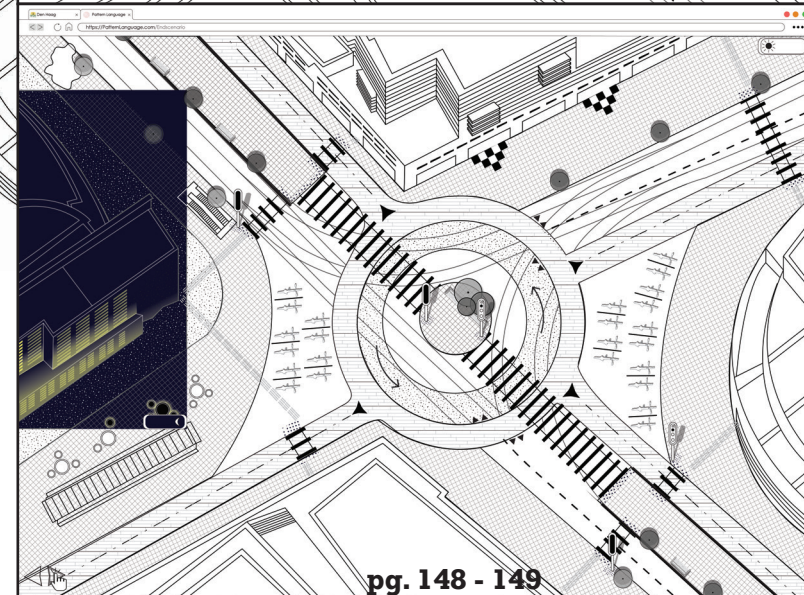 Den Haag
Pattern Language
https://PatternLanguage.com/Endscenario
pg. 148 - 149